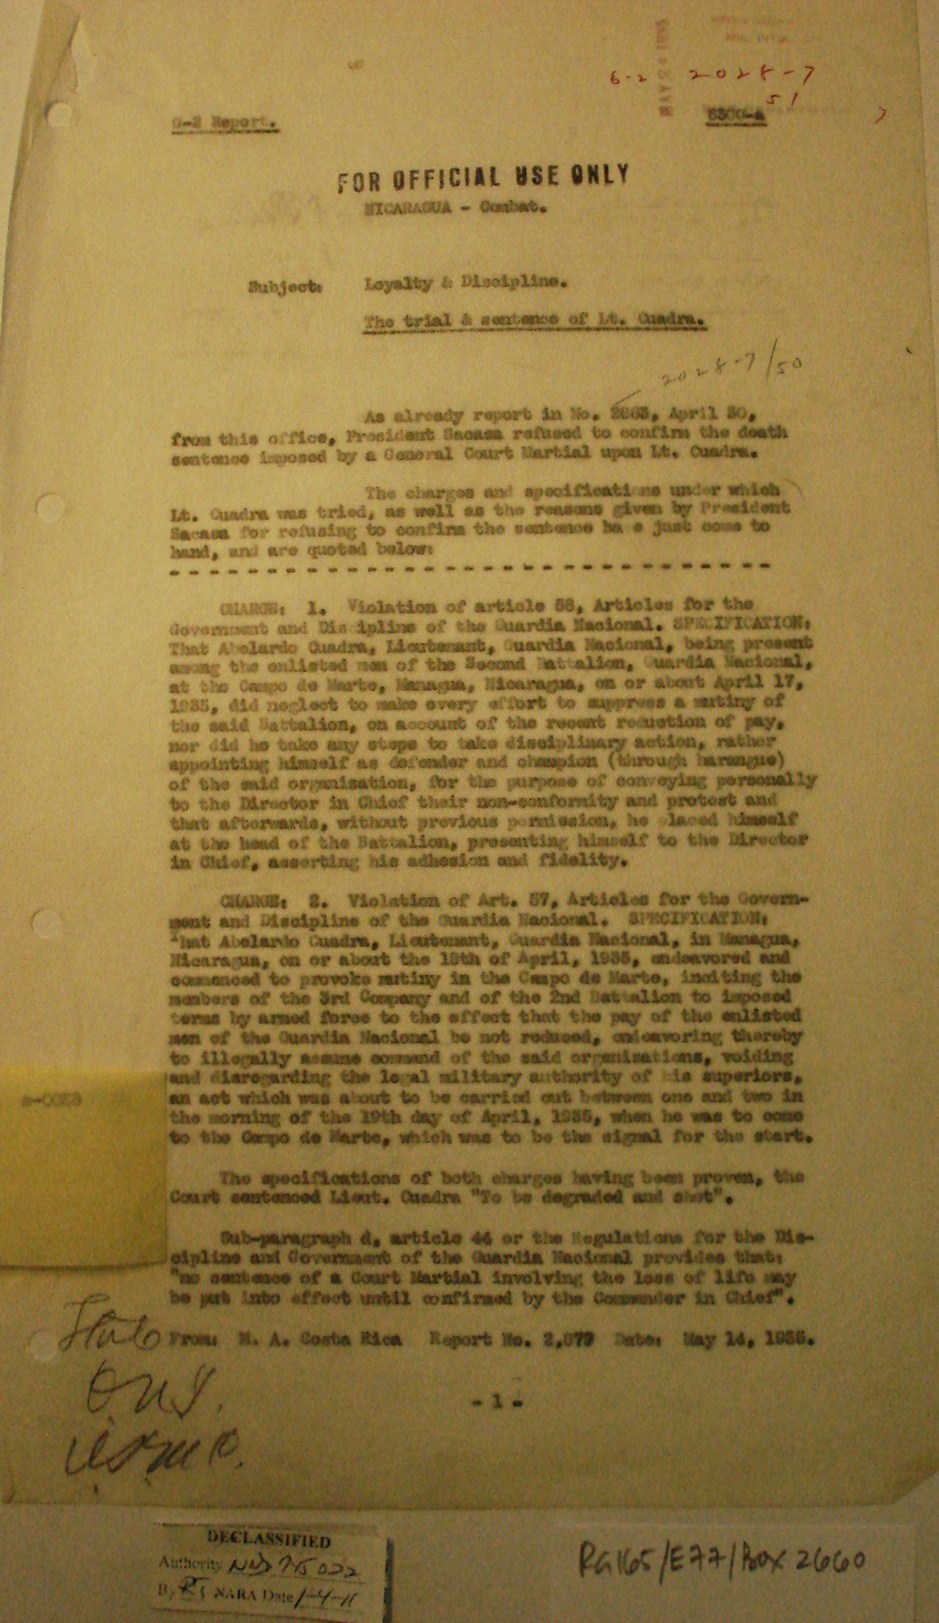 6-2 2028-7
51
G-2 Report.
6300-a
FOR OFFICIAL USE ONLY
NICARAGUA - Combat.
Subject: Loyalty & Discipline.
The trial & sentence of Lt. Cuadra.
2028-7/50
As already report in No. April 30,
from this office, President Sacasa refused to confirm the death
sentence imposed by a General Court Martial upon Lt. Cuadra.
The charges and specifications under which
Lt. Cuadra was tried, as well as the reasons given by President
Sacasa for refusing to confirm the sentence ha e just come to
hand, and are quoted below:
- - - - - - - - - - - - - - - - - - - - - - - - - - - - - - - -
CHARGE: 1. Violation of article 56, Articles for the
Government and Discipline of the Guardia Nacional. SPECIFICATION:
That Abelardo Cuadra, Lieutenant, Guardia Nacional, being present
among the enlisted men of the Second Battalion, Guardia Nacional,
at the Campo de Marte, Managua, Nicaragua, on or about April 17,
1935, did neglect to make every effort to suppress a mutiny of
the said Battalion, on account of the recent reduction of pay,
nor did he take any steps to take disciplinary action, rather
appointing himself as defender and champion (through harangue)
of the said organization, for the purpose of conveying personally
to the Director in Chief their non-conformity and protest and
that afterwards, without previous permission, he placed himself
at the head of the Battalion, presenting himself to the Director
in Chief, asserting his adhesion and fidelity.
CHARGE: 2. Violation of Art. 57, Articles for the Govern-
ment and Discipline of the Guardia Nacional. SPECIFICATION:
That Abelardo Cuadra, Lieutenant, Guardia Nacional, in Managua,
Nicaragua, on or about the 18th of April, 1935, endeavored and
commenced to provoke mutiny in the Campo de Marte, inciting the
members of the 3rd Company and of the 2nd Battalion to imposed
terms by armed force to the effect that the pay of the enlisted
men of the Guardia Nacional be not reduced, endeavoring thereby
to illegally assume command of the said organizations, voiding
and disregarding the legal military authority of his superiors,
an act which was about to be carried out between one and two in
the morning of the 19th day of April, 1935, when he was to come
to the Campo de Marte, which was to be the signal for the start.
The specifications of both charges having been proven, the
Court sentenced Lieut. Cuadra "To be degraded and shot".
Sub-paragraph d, article 44 or the Regulations for the Dis-
cipline and Government of the Guardia Nacional provides that:
"no sentence of a Court Martial involving the loss of life may
be put into effect until confirmed by the Commander in Chief".
State
From: M. A. Costa Rica Report No. 2,079 Date: May 14, 1935.
- 1 -
DECLASSIFIED
Authority NND 745022
By NARA Date 1-4-11
RG165/E77/Box 2660